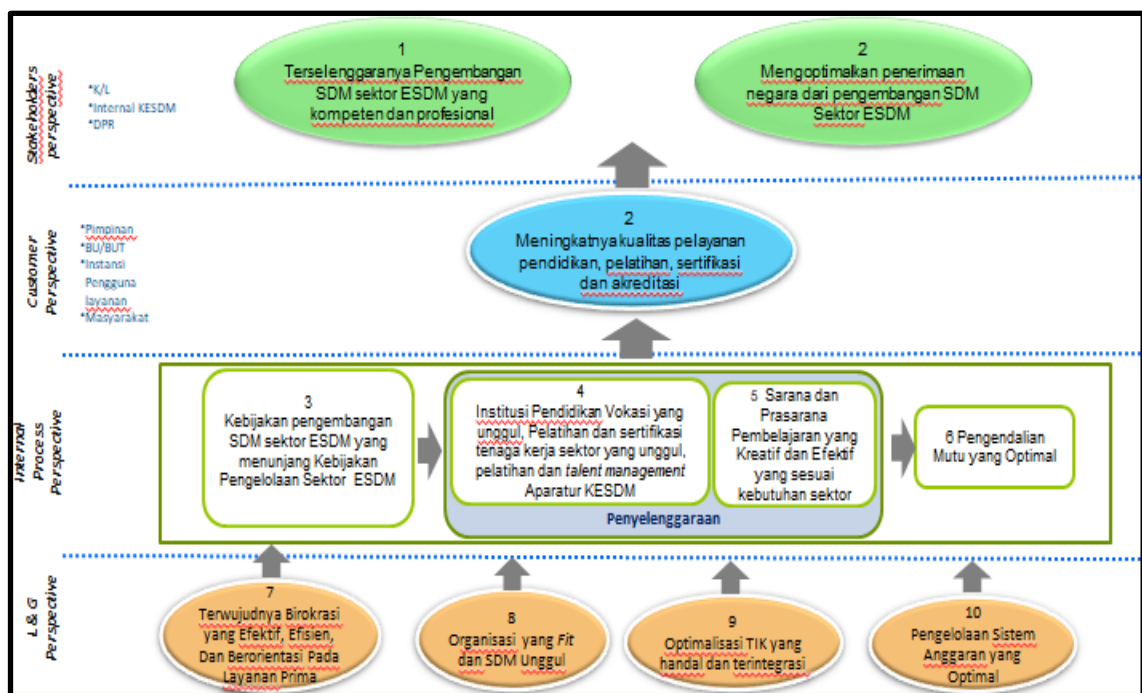 Stakeholders
perspective
*K/L
*Internal KESDM
*DPR
1
Terselenggaranya Pengembangan
SDM sektor ESDM yang
kompeten dan profesional
2
Mengoptimalkan penerimaan
negara dari pengembangan SDM
Sektor ESDM
Customer
Perspective
*Pimpinan
*BU/BUT
*Instansi
Pengguna
layanan
*Masyarakat
2
Meningkatnya kualitas pelayanan
pendidikan, pelatihan, sertifikasi
dan akreditasi
Internal
Process
Perspective
3
Kebijakan pengembangan
SDM sektor ESDM yang
menunjang Kebijakan
Pengelolaan Sektor ESDM
4
Institusi Pendidikan Vokasi yang
unggul, Pelatihan dan sertifikasi
tenaga kerja sektor yang unggul,
pelatihan dan talent management
Aparatur KESDM
5 Sarana dan
Prasarana
Pembelajaran yang
Kreatif dan Efektif
yang sesuai
kebutuhan sektor
Penyelenggaraan
6 Pengendalian
Mutu yang Optimal
L & G
Perspective
7
Terwujudnya Birokrasi
yang Efektif, Efisien,
Dan Berorientasi Pada
Layanan Prima
8
Organisasi yang Fit
dan SDM Unggul
9
Optimalisasi TIK yang
handal dan terintegrasi
10
Pengelolaan Sistem
Anggaran yang
Optimal